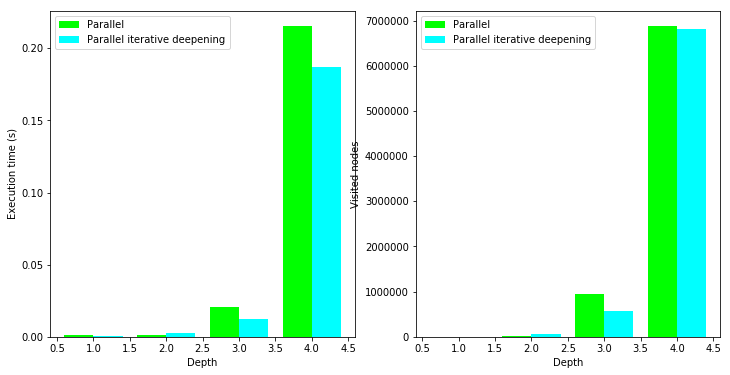 Parallel
Parallel iterative deepening
0.20
0.15
0.10
0.05
0.00
Execution time (s)
0.5 1.0 1.5 2.0 2.5 3.0 3.5 4.0 4.5
Depth
Parallel
Parallel iterative deepening
7000000
6000000
5000000
4000000
3000000
2000000
1000000
0
Visited nodes
0.5 1.0 1.5 2.0 2.5 3.0 3.5 4.0 4.5
Depth